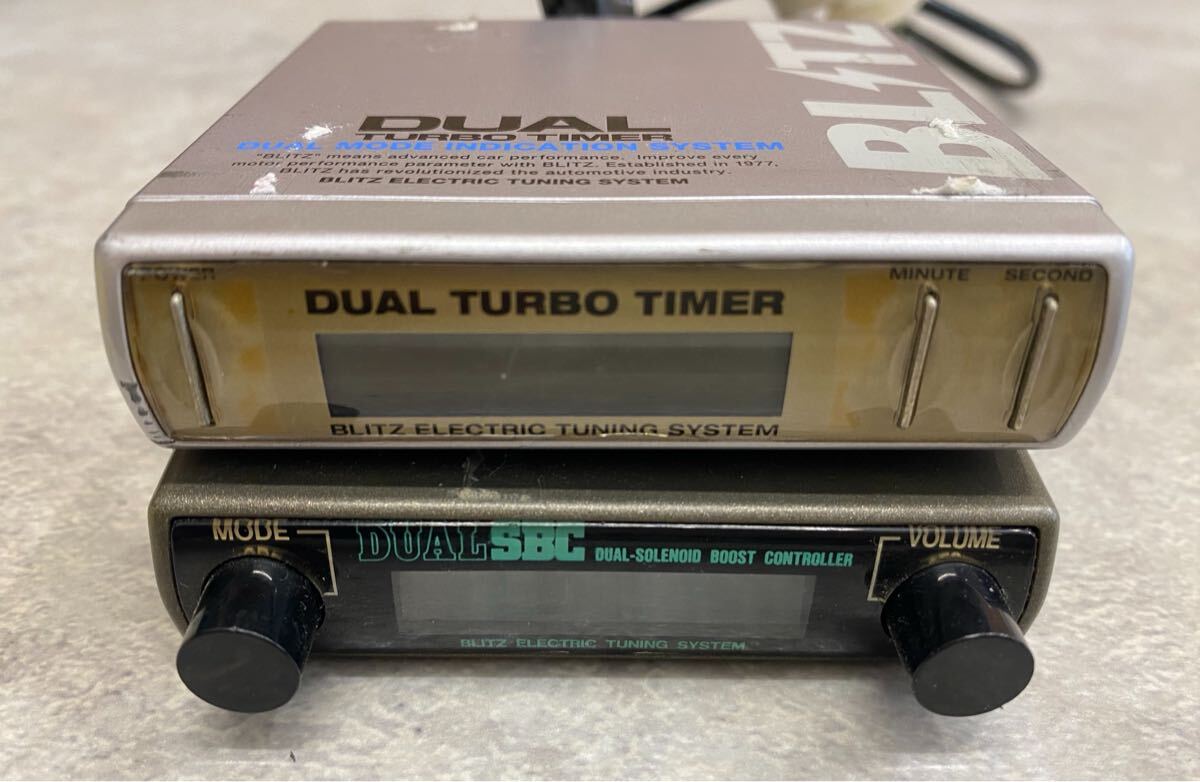 BLITZ
DUAL
TURBO TIMER
DUAL MODE INDICATION SYSTEM
"BLITZ" means advanced car performance. Improve every
motor performance parameter with BLITZ. Established in 1977,
BLITZ has revolutionized the automotive industry.
BLITZ ELECTRIC TUNING SYSTEM
POWER
MINUTE
SECOND
DUAL TURBO TIMER
BLITZ ELECTRIC TUNING SYSTEM
MODE
DUAL SBC DUAL-SOLENOID BOOST CONTROLLER
VOLUME
BLITZ ELECTRIC TUNING SYSTEM